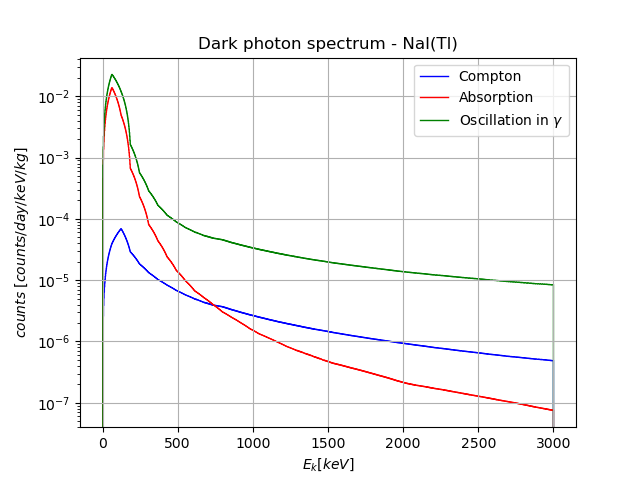 Dark photon spectrum - NaI(Tl)
counts [counts/day/keV/kg]
10⁻²
10⁻³
10⁻⁴
10⁻⁵
10⁻⁶
10⁻⁷
Compton
Absorption
Oscillation in γ
0 500 1000 1500 2000 2500 3000
E_k[keV]